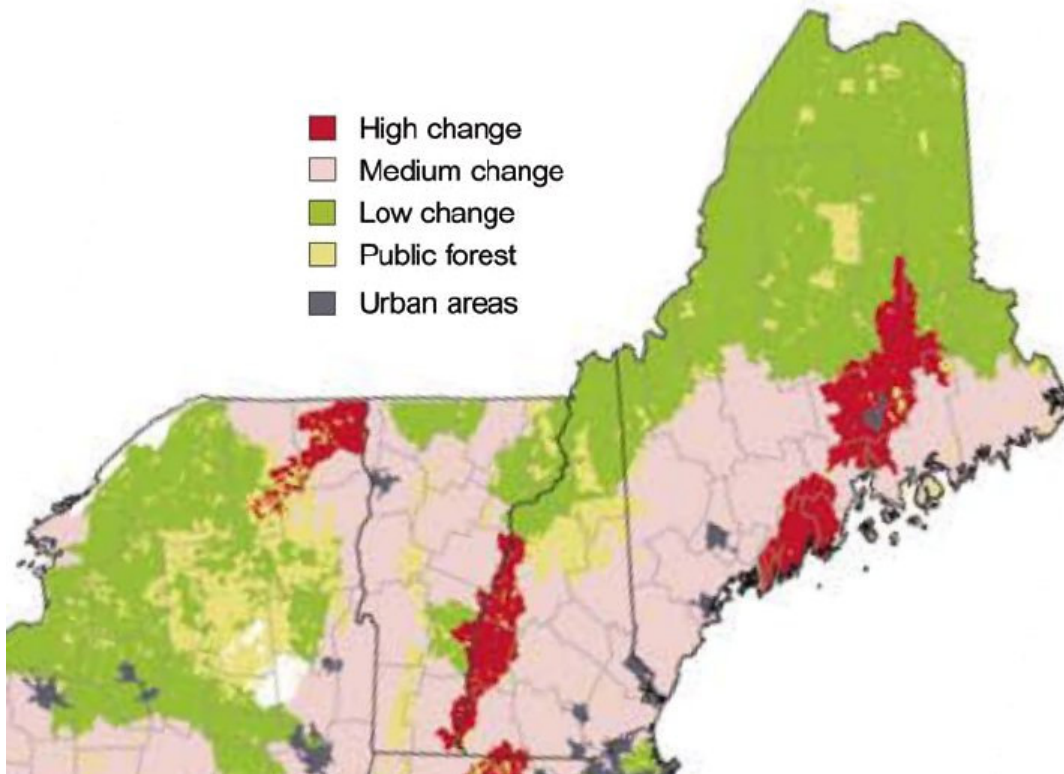 High change
Medium change
Low change
Public forest
Urban areas